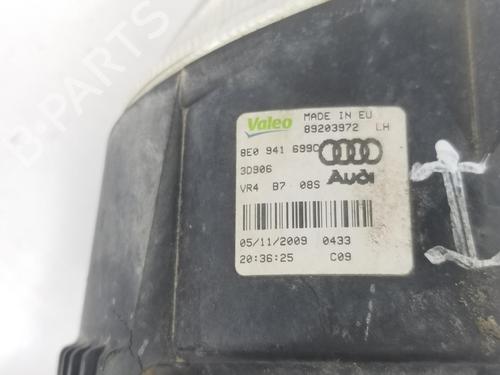 Valeo MADE IN EU
89203972 LH
8E0 941 699C
3D906 Audi
VR4 B7 08S
05/11/2009 0433
20:36:25 C09
B-PARTS